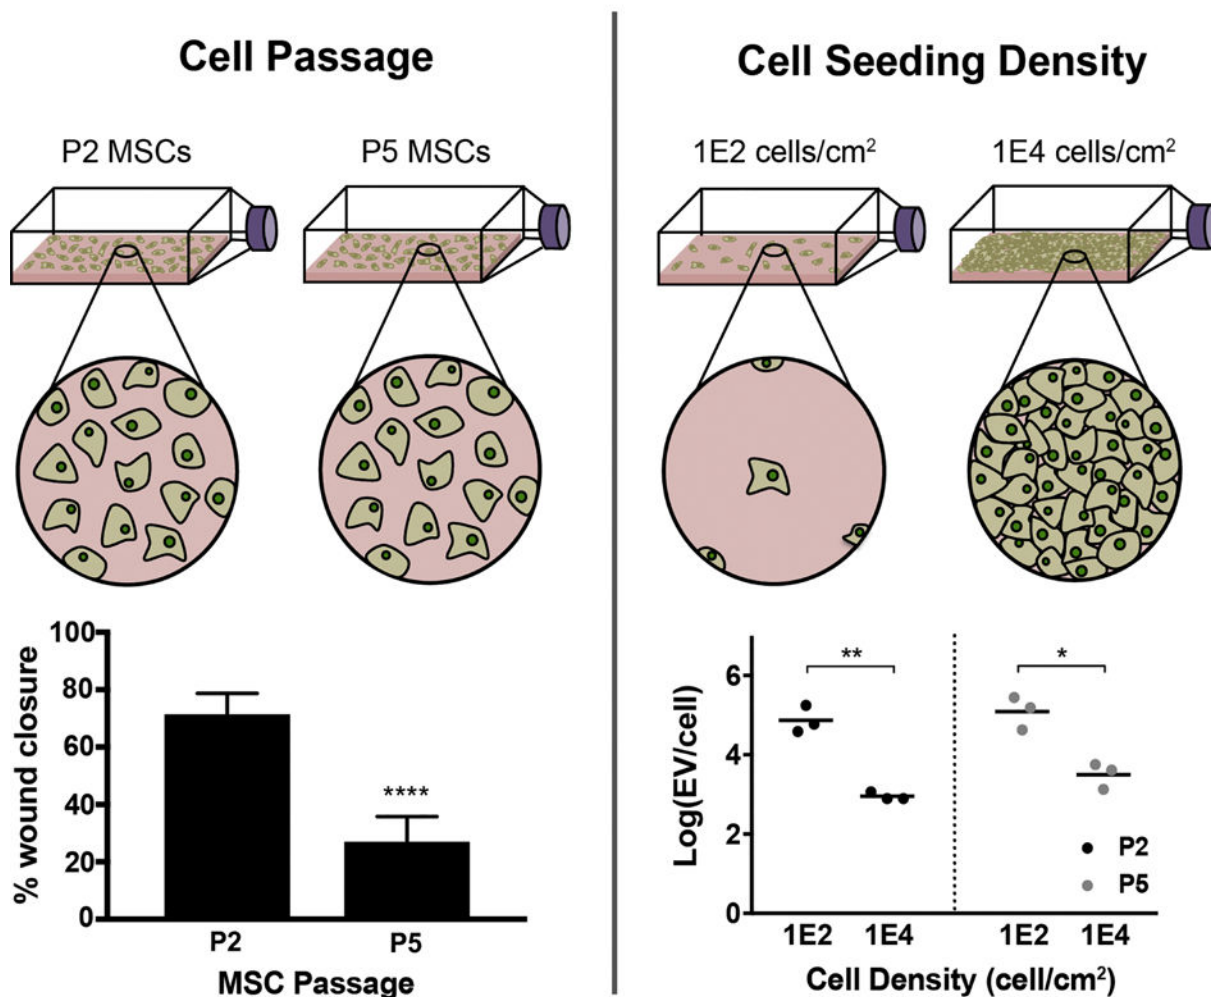 Cell Passage
P2 MSCs
P5 MSCs
% wound closure
100
80
60
40
20
0
****
P2
P5
MSC Passage
Cell Seeding Density
1E2 cells/cm²
1E4 cells/cm²
Log(EV/cell)
6
4
2
0
**
*
P2
P5
1E2
1E4
1E2
1E4
Cell Density (cell/cm²)